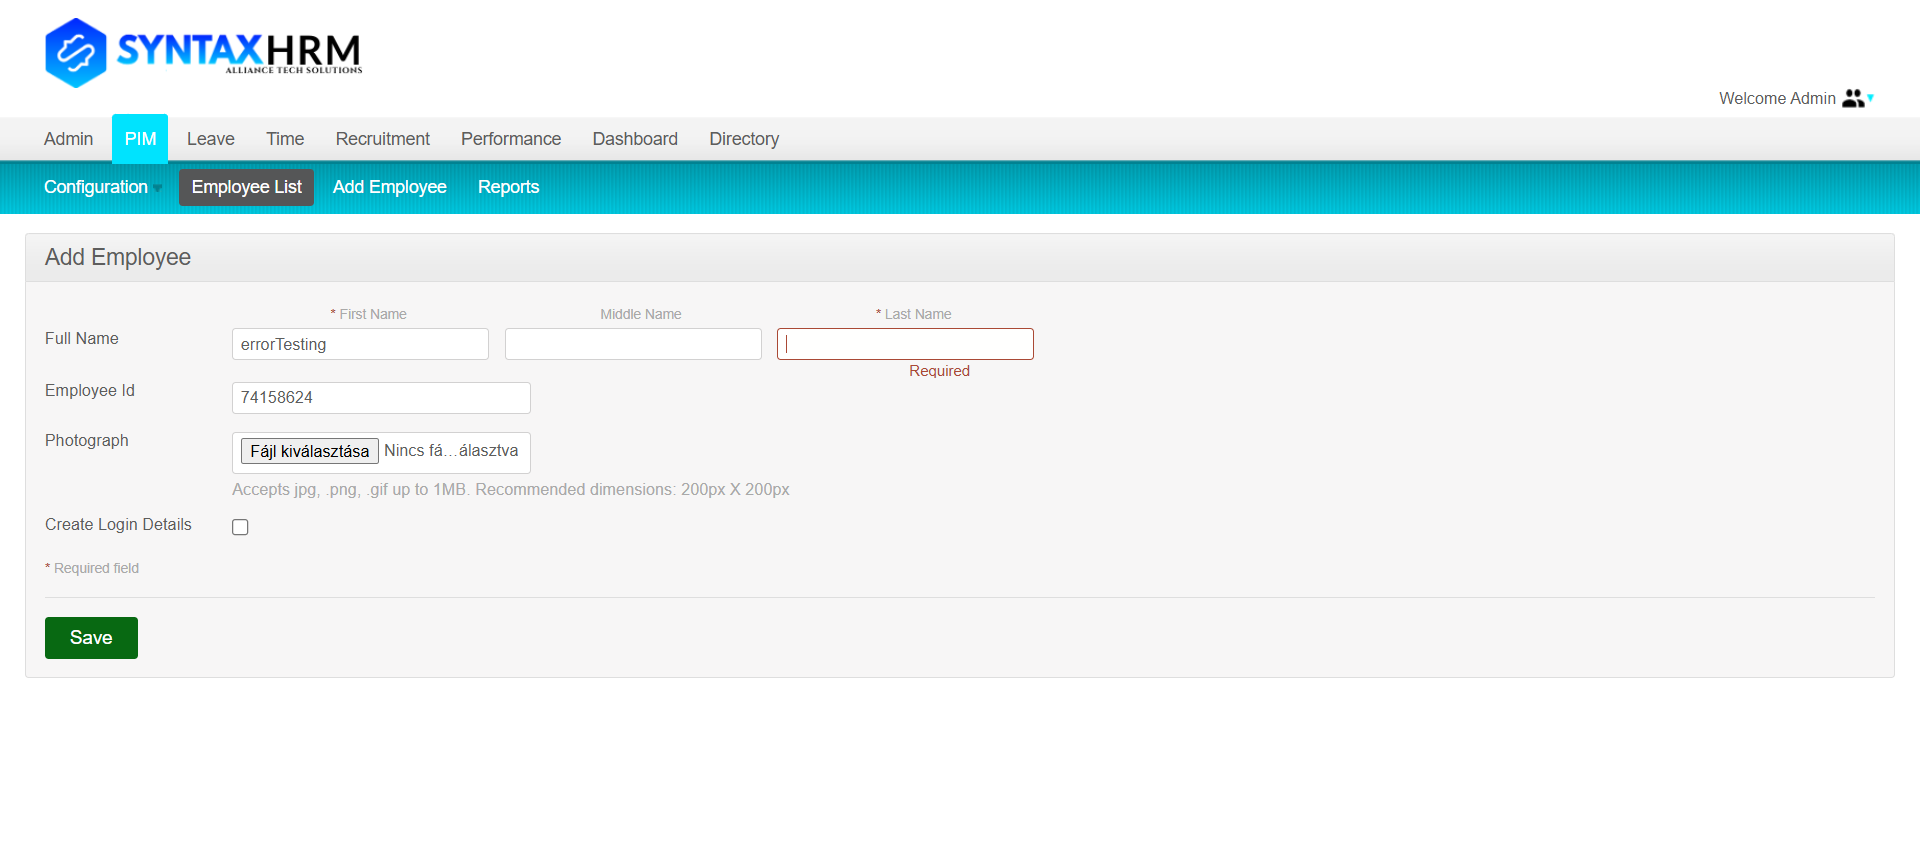 SYNTAXHRM
ALLIANCE TECH SOLUTIONS
Welcome Admin
Admin PIM Leave Time Recruitment Performance Dashboard Directory
Configuration Employee List Add Employee Reports
Add Employee
* First Name Middle Name * Last Name
Full Name errorTesting
Required
Employee Id 74158624
Photograph Fájl kiválasztása Nincs fá…álasztva
Accepts jpg, .png, .gif up to 1MB. Recommended dimensions: 200px X 200px
Create Login Details
* Required field
Save